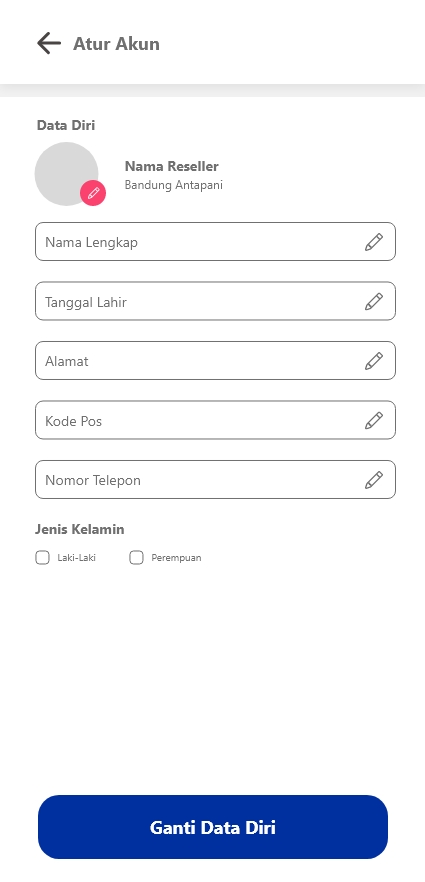 Atur Akun
Data Diri
Nama Reseller
Bandung Antapani
Nama Lengkap
Tanggal Lahir
Alamat
Kode Pos
Nomor Telepon
Jenis Kelamin
Laki-Laki Perempuan
Ganti Data Diri